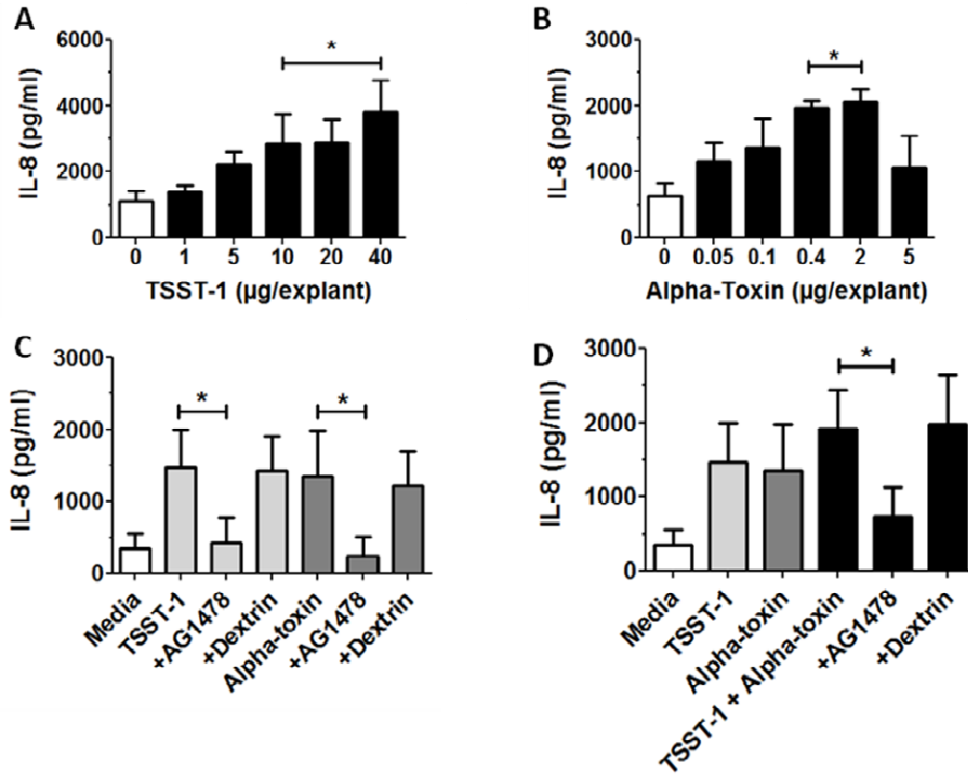 A
IL-8 (pg/ml)
6000
4000
2000
0
*
0 1 5 10 20 40
TSST-1 (µg/explant)
B
IL-8 (pg/ml)
3000
2000
1000
0
*
0 0.05 0.1 0.4 2 5
Alpha-Toxin (µg/explant)
C
IL-8 (pg/ml)
3000
2000
1000
0
* *
Media
TSST-1
+AG1478
+Dextrin
Alpha-toxin
+AG1478
+Dextrin
D
IL-8 (pg/ml)
3000
2000
1000
0
*
Media
TSST-1
Alpha-toxin
TSST-1 + Alpha-toxin
+AG1478
+Dextrin